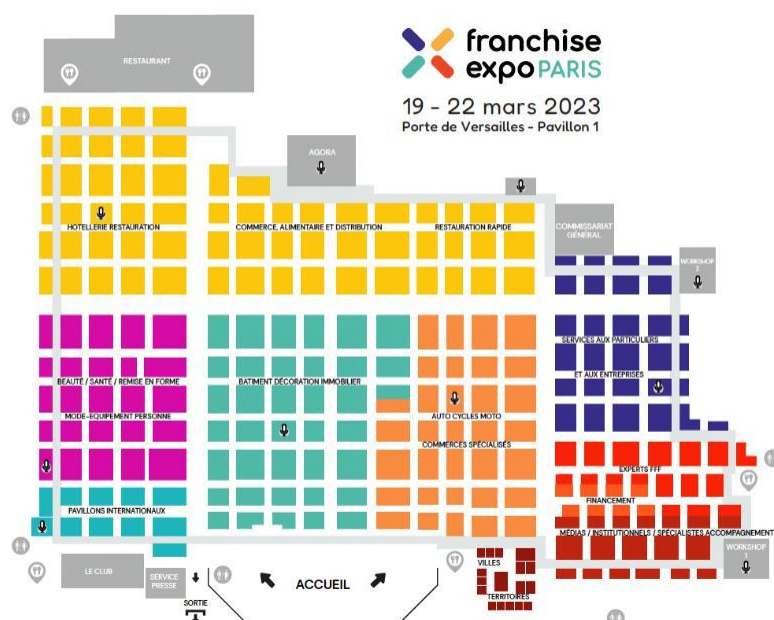 franchise
expo PARIS
19 - 22 mars 2023
Porte de Versailles - Pavillon 1
RESTAURANT
AGORA
HOTELLERIE RESTAURATION
COMMERCE, ALIMENTAIRE ET DISTRIBUTION
RESTAURATION RAPIDE
COMMISSARIAT
GÉNÉRAL
WORKSHOP
2
SERVICES AUX PARTICULIERS
ET AUX ENTREPRISES
BEAUTÉ / SANTÉ / REMISE EN FORME
BATIMENT DÉCORATION IMMOBILIER
MODE-EQUIPEMENT PERSONNE
AUTO CYCLES MOTO
COMMERCES SPÉCIALISÉS
EXPERTS FFF
FINANCEMENT
PAVILLONS INTERNATIONAUX
MÉDIAS / INSTITUTIONNELS / SPÉCIALISTES ACCOMPAGNEMENT
WORKSHOP
1
LE CLUB
SERVICE
PRESSE
SORTIE
ACCUEIL
VILLES
TERRITOIRES